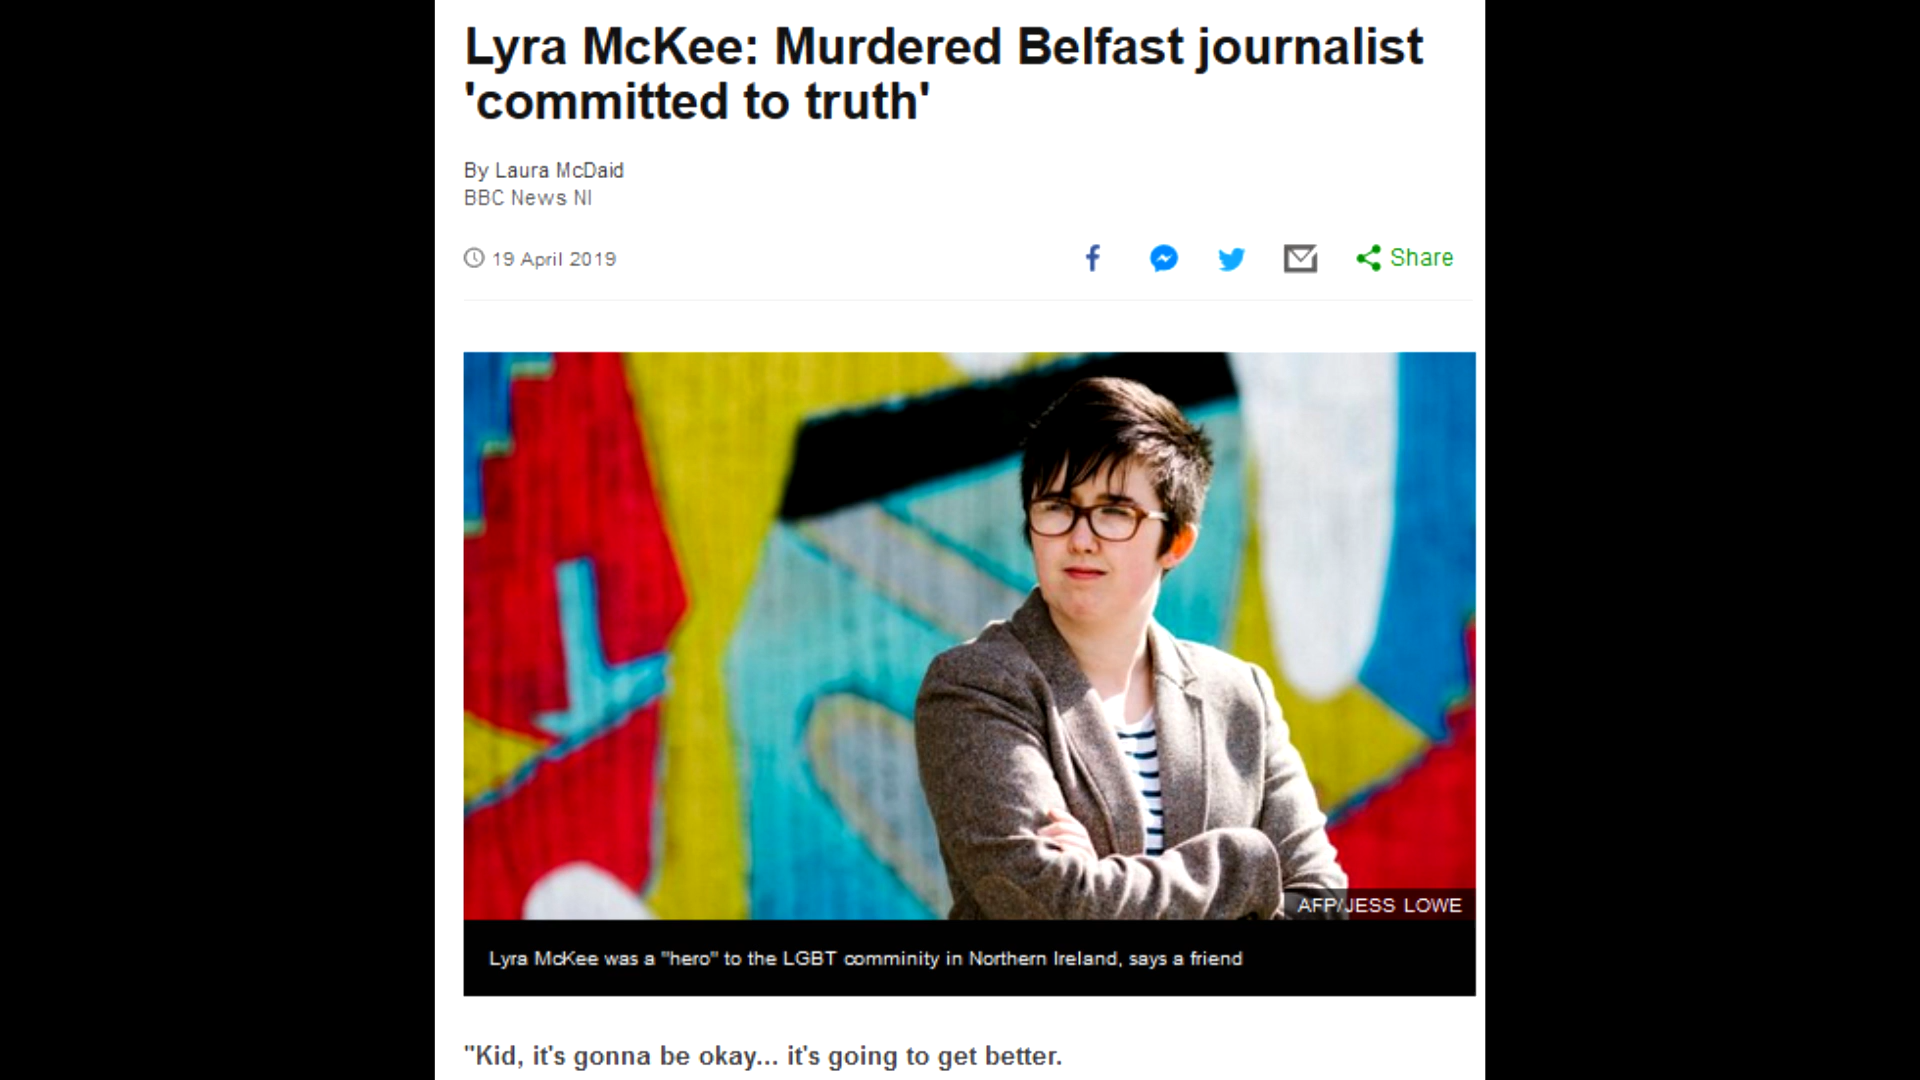 Lyra McKee: Murdered Belfast journalist
'committed to truth'
By Laura McDaid
BBC News NI
19 April 2019
Share
AFP/JESS LOWE
Lyra McKee was a "hero" to the LGBT comminity in Northern Ireland, says a friend
"Kid, it's gonna be okay... it's going to get better.